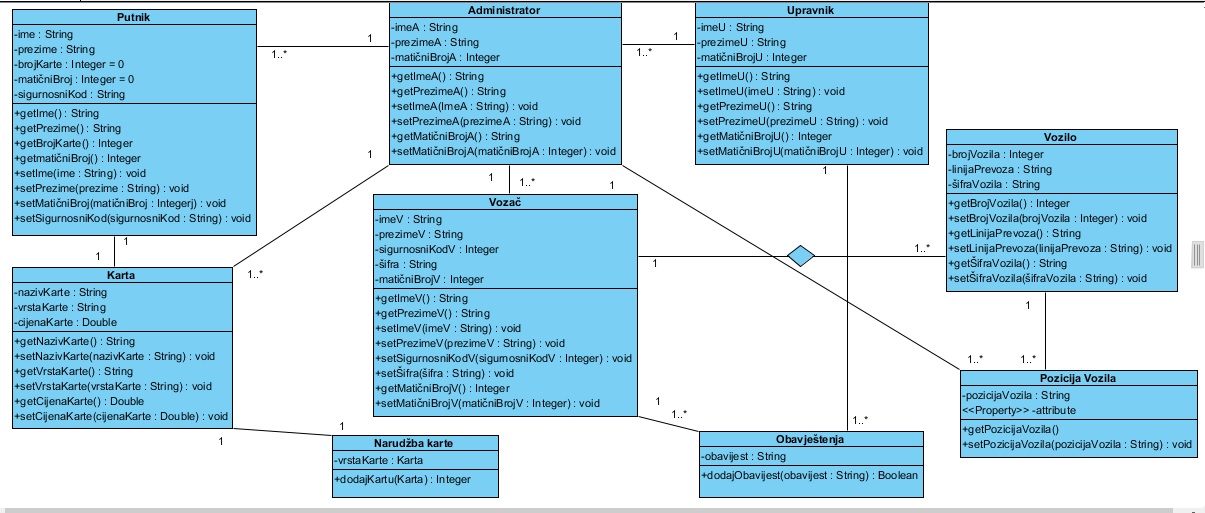 Putnik
-ime : String
-prezime : String
-brojKarte : Integer = 0
-matičniBroj : Integer = 0
-sigurnosniKod : String
+getIme() : String
+getPrezime() : String
+getBrojKarte() : Integer
+getmatičniBroj() : Integer
+setIme(ime : String) : void
+setPrezime(prezime : String) : void
+setMatičniBroj(matičniBroj : Integerj) : void
+setSigurnosniKod(sigurnosniKod : String) : void
1
1..*
Administrator
-imeA : String
-prezimeA : String
-matičniBrojA : Integer
+getImeA() : String
+getPrezimeA() : String
+setImeA(ImeA : String) : void
+setPrezimeA(prezimeA : String) : void
+getMatičniBrojA() : String
+setMatičniBrojA(matičniBrojA : Integer) : void
1
1..*
Upravnik
-imeU : String
-prezimeU : String
-matičniBrojU : Integer
+getImeU() : String
+setImeU(imeU : String) : void
+getPrezimeU() : String
+setPrezimeU(prezimeU : String) : void
+getMatičniBrojU() : Integer
+setMatičniBrojU(matičniBrojU : Integer) : void
1
Vozilo
-brojVozila : Integer
-linijaPrevoza : String
-šifraVozila : String
+getBrojVozila() : Integer
+setBrojVozila(brojVozila : Integer) : void
+getLinijaPrevoza() : String
+setLinijaPrevoza(linijaPrevoza : String) : void
+getŠifraVozila() : String
+setŠifraVozila(šifraVozila : String) : void
1
1
1..*
1
1
1
1..*
Karta
-nazivKarte : String
-vrstaKarte : String
-cijenaKarte : Double
+getNazivKarte() : String
+setNazivKarte(nazivKarte : String) : void
+getVrstaKarte() : String
+setVrstaKarte(vrstaKarte : String) : void
+getCijenaKarte() : Double
+setCijenaKarte(cijenaKarte : Double) : void
Vozač
-imeV : String
-prezimeV : String
-sigurnosniKodV : Integer
-šifra : String
-matičniBrojV : Integer
+getImeV() : String
+getPrezimeV() : String
+setImeV(imeV : String) : void
+setPrezimeV(prezimeV : String) : void
+setSigurnosniKodV(sigurnosniKodV : Integer) : void
+setŠifra(šifra : String) : void
+getMatičniBrojV() : Integer
+setMatičniBrojV(matičniBrojV : Integer) : void
1
1..*
1
1..*
1..*
Pozicija Vozila
-pozicijaVozila : String
<<Property>> -attribute
+getPozicijaVozila()
+setPozicijaVozila(pozicijaVozila : String) : void
1
1..*
1..*
1
1
Narudžba karte
-vrstaKarte : Karta
+dodajKartu(Karta) : Integer
Obavještenja
-obavijest : String
+dodajObavijest(obavijest : String) : Boolean